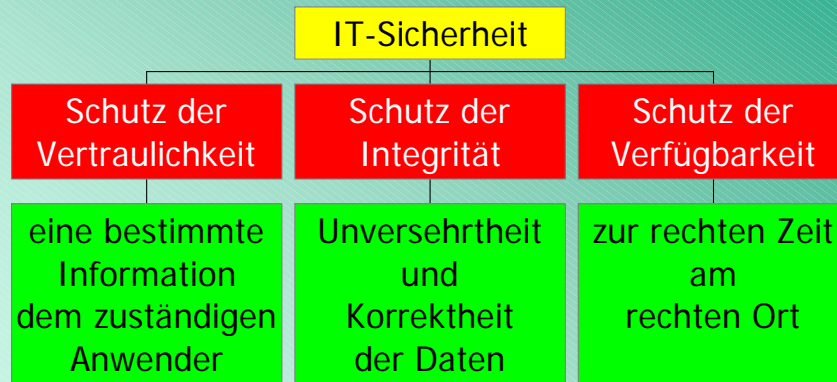 IT-Sicherheit
Schutz der
Vertraulichkeit
Schutz der
Integrität
Schutz der
Verfügbarkeit
eine bestimmte
Information
dem zuständigen
Anwender
Unversehrtheit
und
Korrektheit
der Daten
zur rechten Zeit
am
rechten Ort